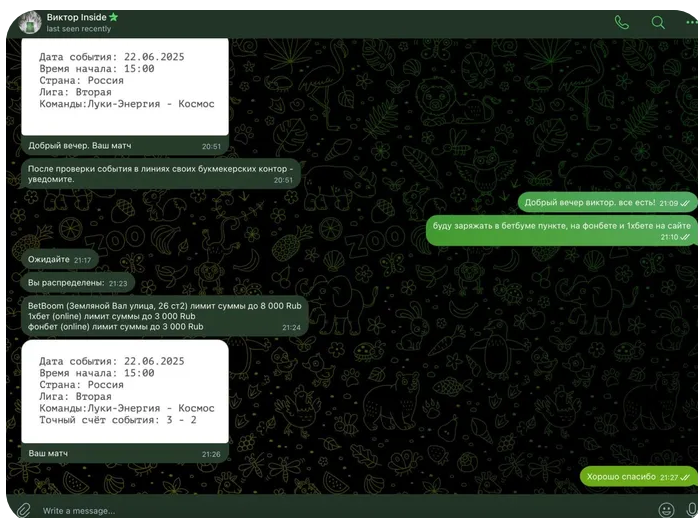 Виктор Inside
last seen recently
Дата события: 22.06.2025
Время начала: 15:00
Страна: Россия
Лига: Вторая
Команды:Луки-Энергия - Космос
Добрый вечер. Ваш матч 20:51
После проверки события в линиях своих букмекерских контор -
уведомите. 20:51
Добрый вечер виктор. все есть! 21:09
буду заряжать в бетбуме пункте, на фонбете и 1хбете на сайте
21:10
Ожидайте 21:17
Вы распределены: 21:23
BetBoom (Земляной Вал улица, 26 ст2) лимит суммы до 8 000 Rub
1хбет (online) лимит суммы до 3 000 Rub
фонбет (online) лимит суммы до 3 000 Rub 21:24
Дата события: 22.06.2025
Время начала: 15:00
Страна: Россия
Лига: Вторая
Команды:Луки-Энергия - Космос
Точный счёт события: 3 - 2
Ваш матч 21:26
Хорошо спасибо 21:27
Write a message...